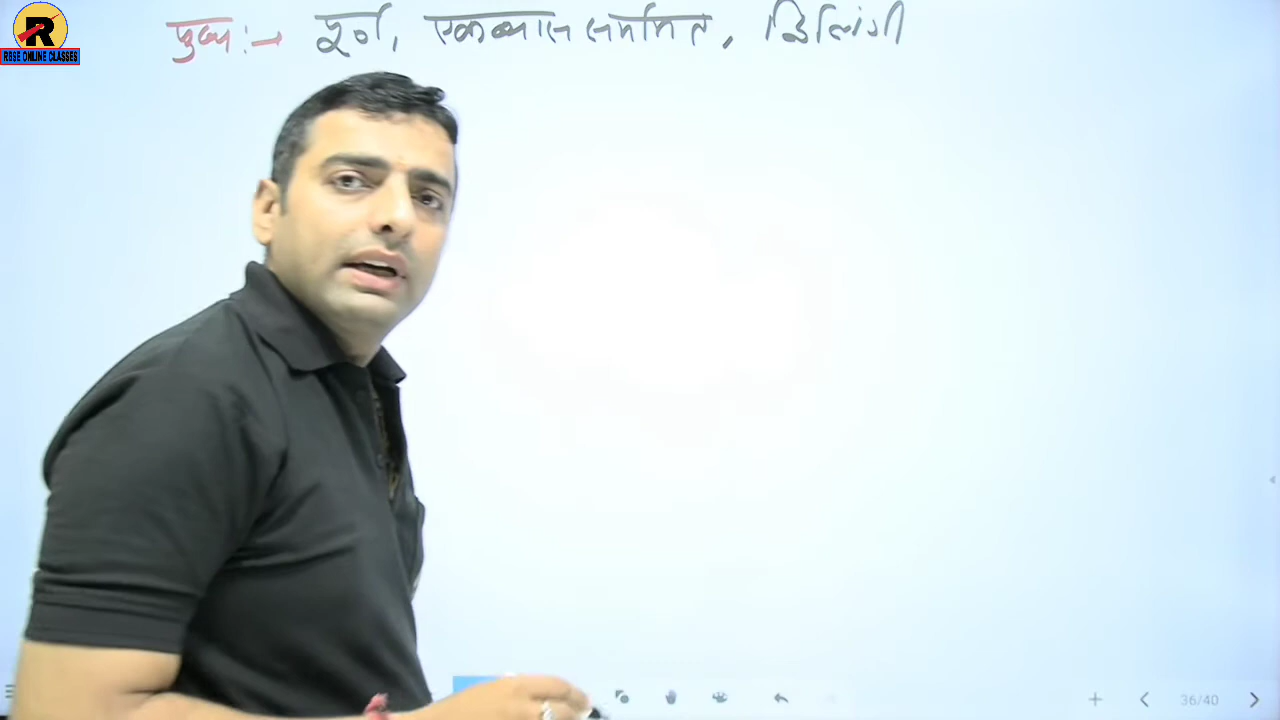 R
RBSE ONLINE CLASSES
पुष्प :→ पूर्ण, एकव्यास सममित, द्विलिंगी
36/40